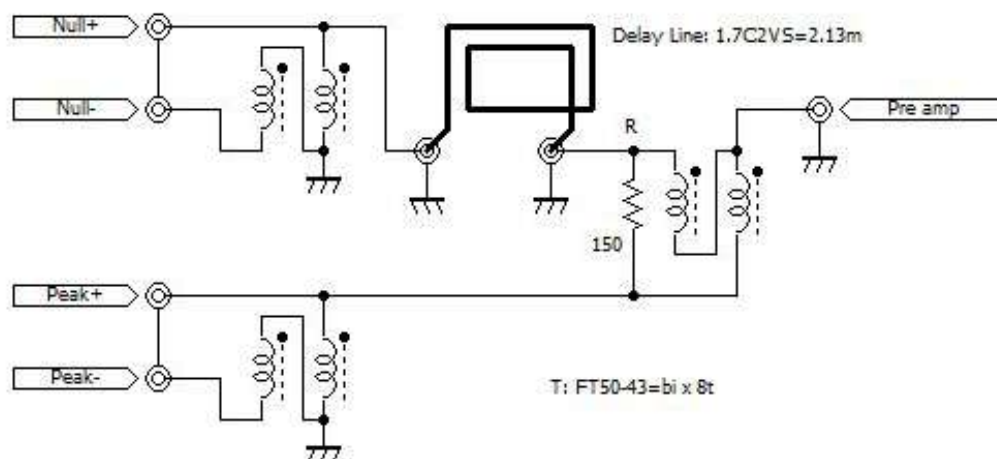 Null+
Delay Line: 1.7C2VS=2.13m
Null-
Pre amp
R
150
Peak+
Peak-
T: FT50-43=bi x 8t